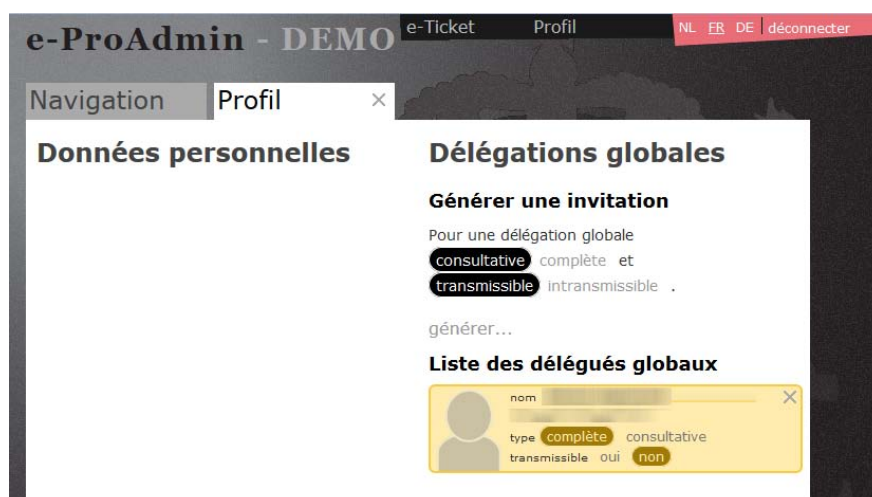 e-ProAdmin - DEMO
e-Ticket Profil
NL FR DE déconnecter
Navigation Profil ×
Données personnelles
Délégations globales
Générer une invitation
Pour une délégation globale
consultative complète et
transmissible intransmissible .
générer...
Liste des délégués globaux
nom
type complète consultative
transmissible oui non